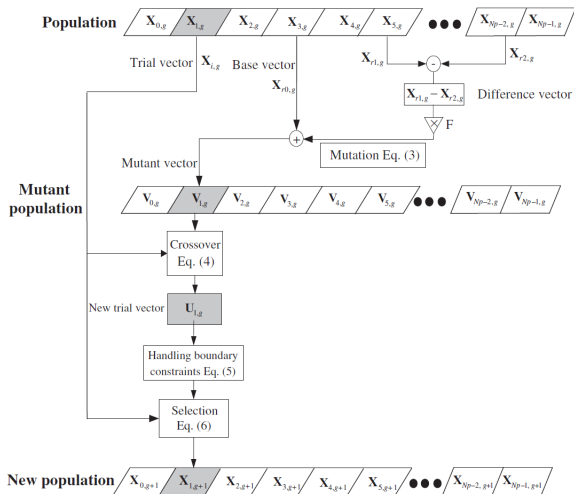 Population X0,g X1,g X2,g X3,g X4,g X5,g XNp−2, g XNp−1, g
Trial vector Xi,g Base vector Xr0,g Xr1,g - Xr2,g
Xr1,g − Xr2,g Difference vector
× F
+ Mutation Eq. (3)
Mutant vector
Mutant
population
V0,g V1,g V2,g V3,g V4,g V5,g VNp−2, g VNp−1, g
Crossover
Eq. (4)
New trial vector U1,g
Handling boundary
constraints Eq. (5)
Selection
Eq. (6)
New population X0,g+1 X1,g+1 X2,g+1 X3,g+1 X4,g+1 X5,g+1 XNp−2, g+1 XNp−1, g+1